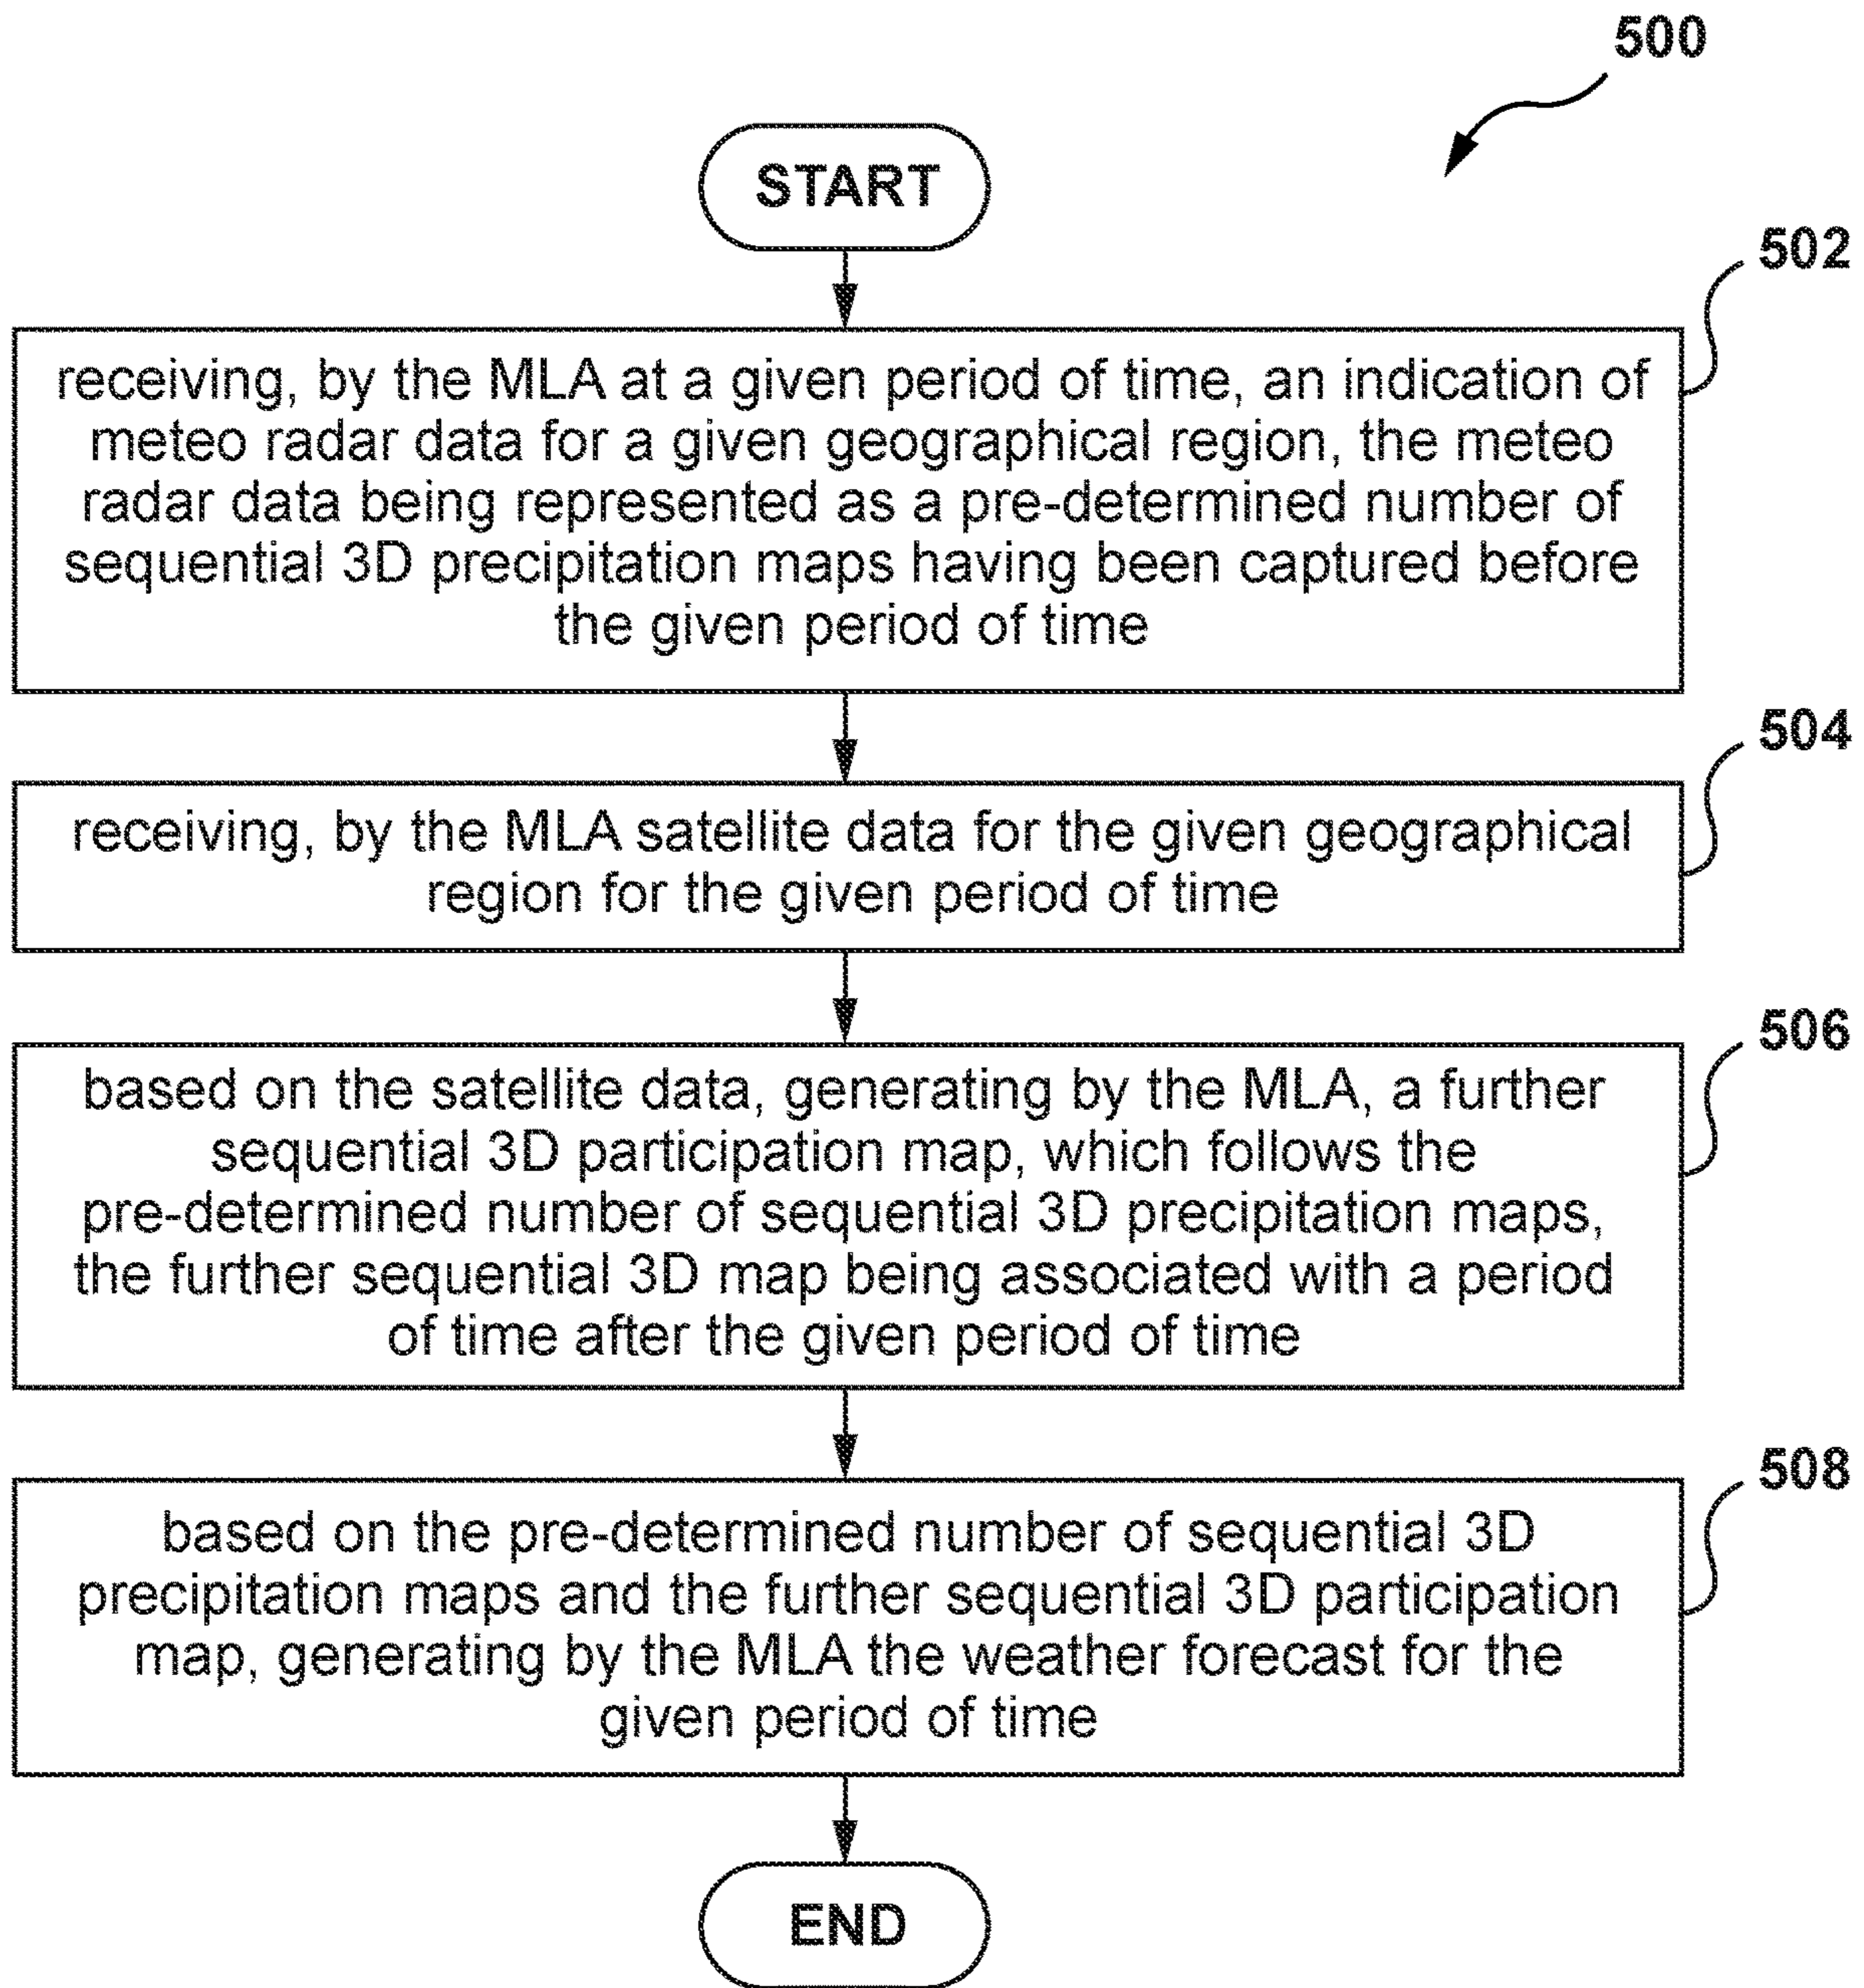 500
START
502
receiving, by the MLA at a given period of time, an indication of
meteo radar data for a given geographical region, the meteo
radar data being represented as a pre-determined number of
sequential 3D precipitation maps having been captured before
the given period of time
504
receiving, by the MLA satellite data for the given geographical
region for the given period of time
506
based on the satellite data, generating by the MLA, a further
sequential 3D participation map, which follows the
pre-determined number of sequential 3D precipitation maps,
the further sequential 3D map being associated with a period
of time after the given period of time
508
based on the pre-determined number of sequential 3D
precipitation maps and the further sequential 3D participation
map, generating by the MLA the weather forecast for the
given period of time
END